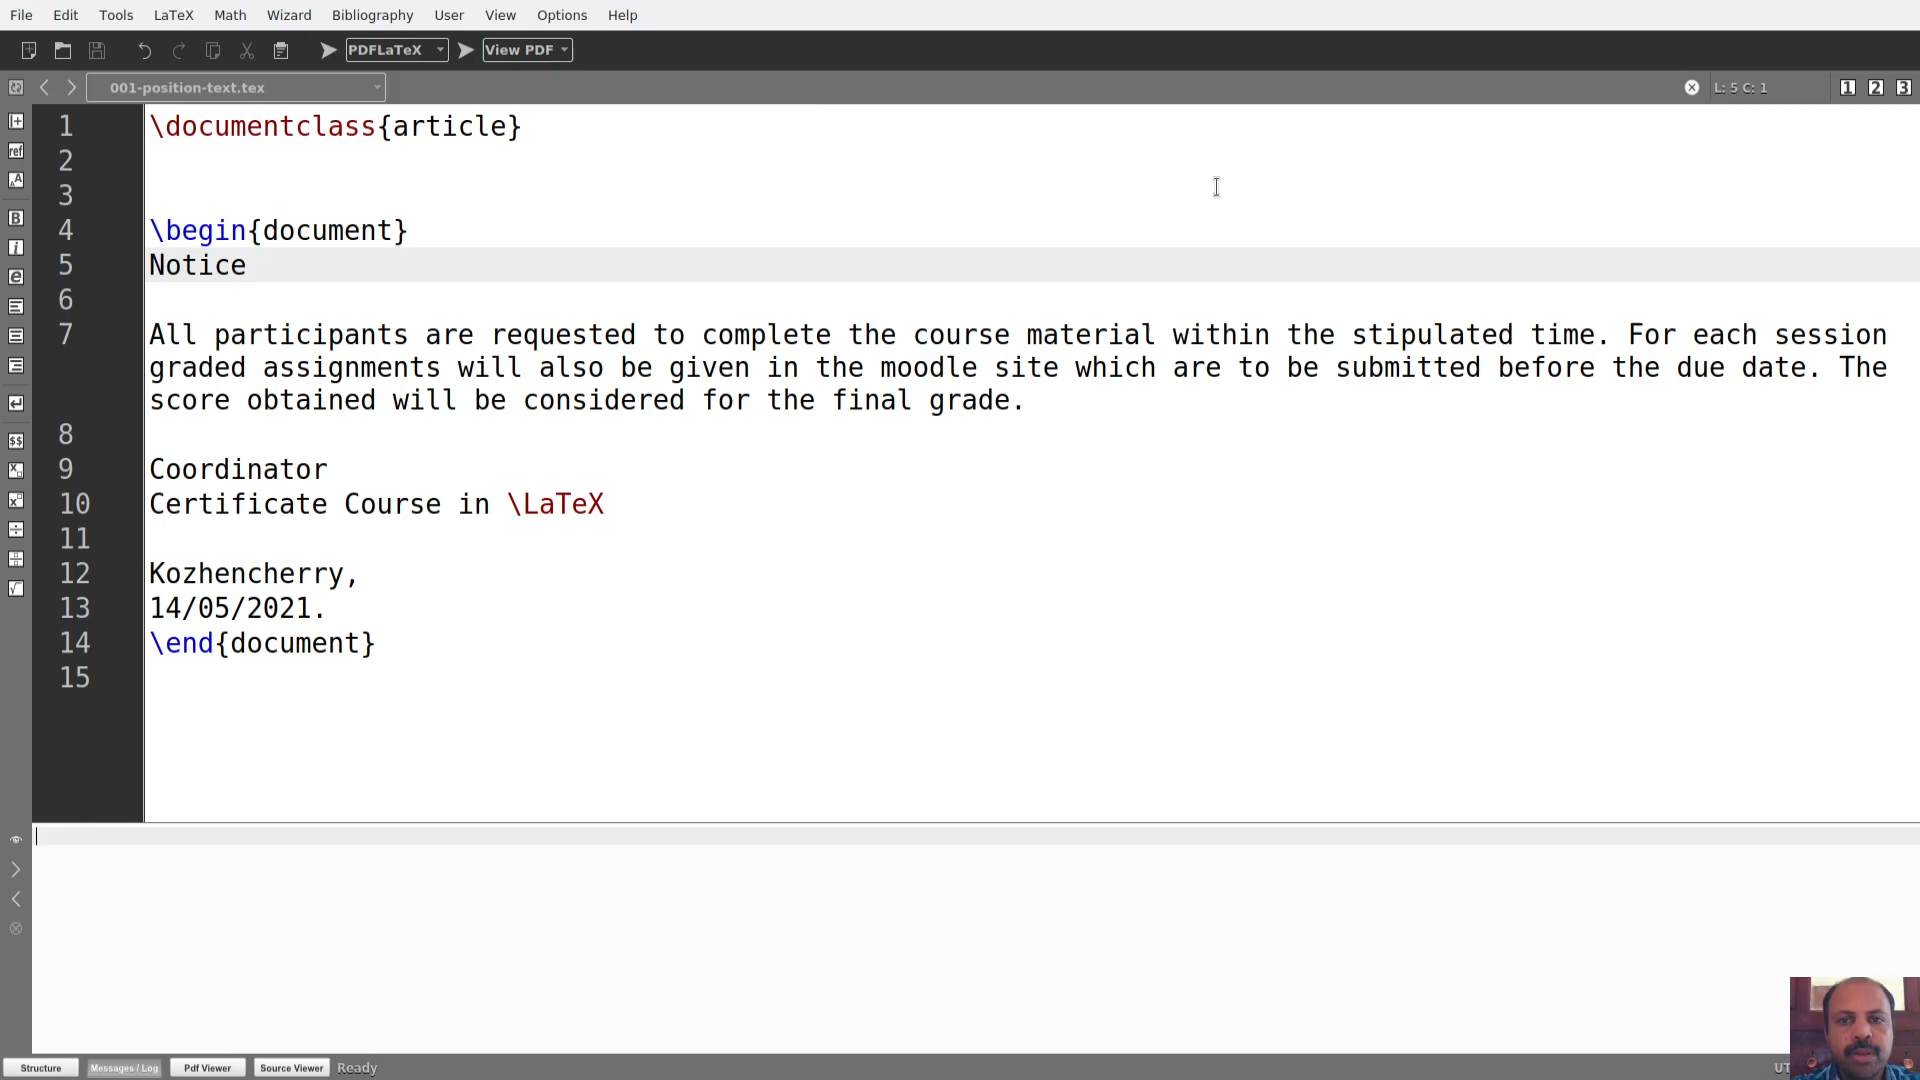 File Edit Tools LaTeX Math Wizard Bibliography User View Options Help
PDFLaTeX View PDF
001-position-text.tex L: 5 C: 1 1 2 3
1 \documentclass{article}
2
3
4 \begin{document}
5 Notice
6
7 All participants are requested to complete the course material within the stipulated time. For each session
graded assignments will also be given in the moodle site which are to be submitted before the due date. The
score obtained will be considered for the final grade.
8
9 Coordinator
10 Certificate Course in \LaTeX
11
12 Kozhencherry,
13 14/05/2021.
14 \end{document}
15
ref
B
i
e
$$
Structure Messages / Log Pdf Viewer Source Viewer Ready UT